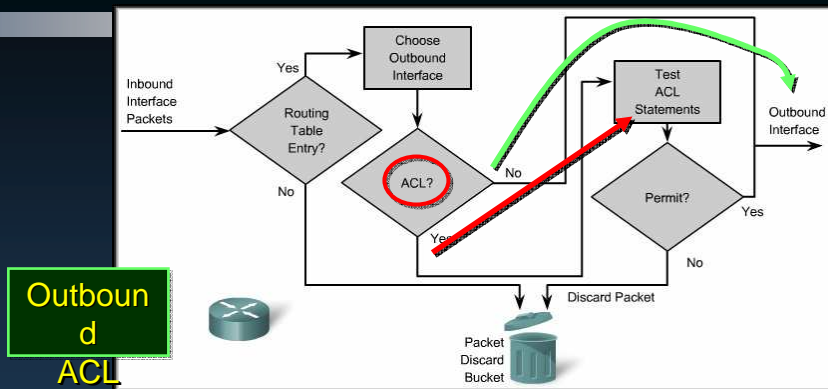 Choose
Outbound
Interface
Yes
Inbound
Interface
Packets
Routing
Table
Entry?
No
ACL?
No
Yes
Test
ACL
Statements
Outbound
Interface
Permit?
Yes
No
Discard Packet
Packet
Discard
Bucket
Outboun
d
ACL